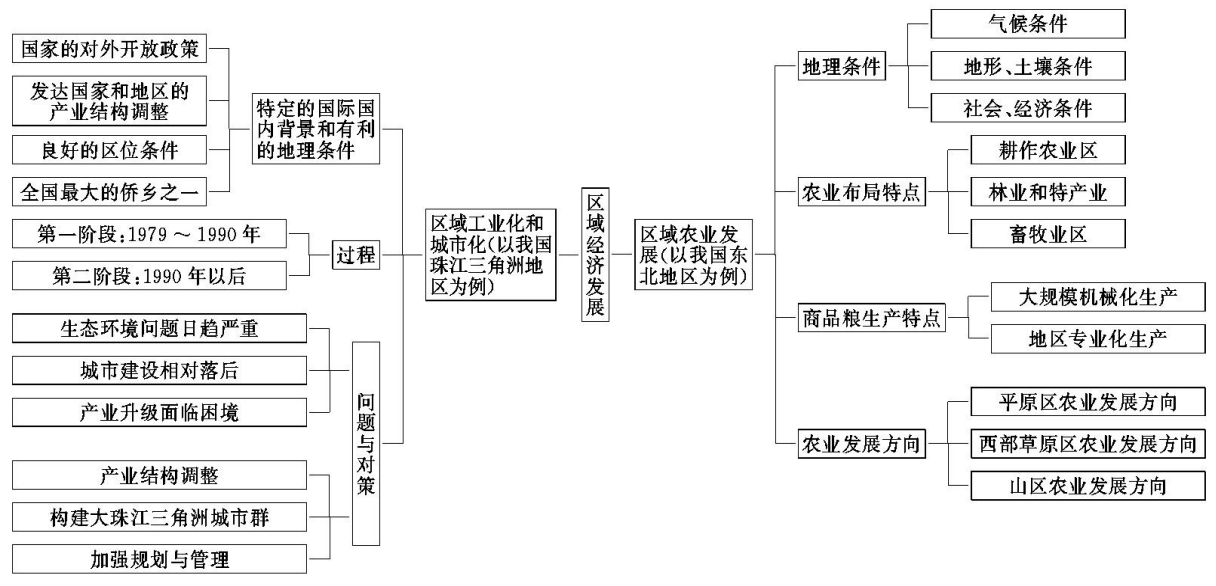 国家的对外开放政策
发达国家和地区的
产业结构调整
良好的区位条件
全国最大的侨乡之一
特定的国际国
内背景和有利
的地理条件
第一阶段:1979～1990年
第二阶段:1990年以后
过程
生态环境问题日趋严重
城市建设相对落后
产业升级面临困境
产业结构调整
构建大珠江三角洲城市群
加强规划与管理
问题与对策
区域工业化和
城市化(以我国
珠江三角洲地
区为例)
区域经济发展
区域农业发
展(以我国东
北地区为例)
地理条件
气候条件
地形、土壤条件
社会、经济条件
农业布局特点
耕作农业区
林业和特产业
畜牧业区
商品粮生产特点
大规模机械化生产
地区专业化生产
农业发展方向
平原区农业发展方向
西部草原区农业发展方向
山区农业发展方向